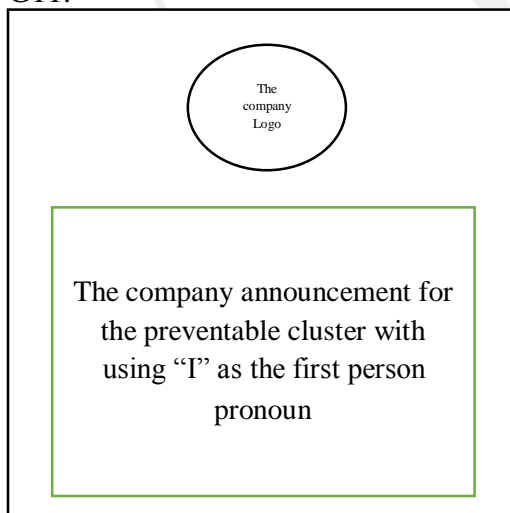 The
company
Logo
The company announcement for
the preventable cluster with
using “I” as the first person
pronoun